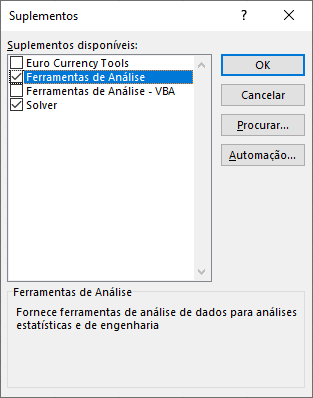 Suplementos
?
Suplementos disponíveis:
Euro Currency Tools
Ferramentas de Análise
Ferramentas de Análise - VBA
Solver
OK
Cancelar
Procurar...
Automação...
Ferramentas de Análise
Fornece ferramentas de análise de dados para análises
estatísticas e de engenharia